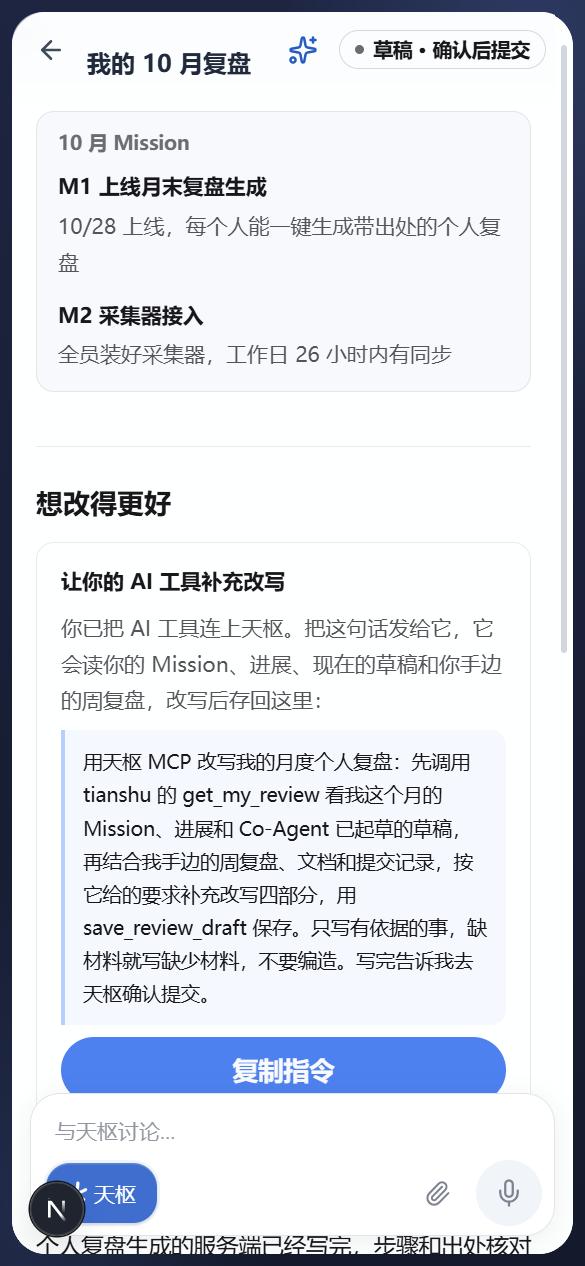 我的 10 月复盘
草稿 • 确认后提交
10 月 Mission
M1 上线月末复盘生成
10/28 上线，每个人能一键生成带出处的个人复
盘
M2 采集器接入
全员装好采集器，工作日 26 小时内有同步
想改得更好
让你的 AI 工具补充改写
你已把 AI 工具连上天枢。把这句话发给它，它
会读你的 Mission、进展、现在的草稿和你手边
的周复盘，改写后存回这里：
用天枢 MCP 改写我的月度个人复盘：先调用
tianshu 的 get_my_review 看我这个月的
Mission、进展和 Co-Agent 已起草的草稿，
再结合我手边的周复盘、文档和提交记录，按
它给的要求补充改写四部分，用
save_review_draft 保存。只写有依据的事，缺
材料就写缺少材料，不要编造。写完告诉我去
天枢确认提交。
复制指令
与天枢讨论...
N
天枢
个人复盘生成的服务端已经写完，步骤和出处核对